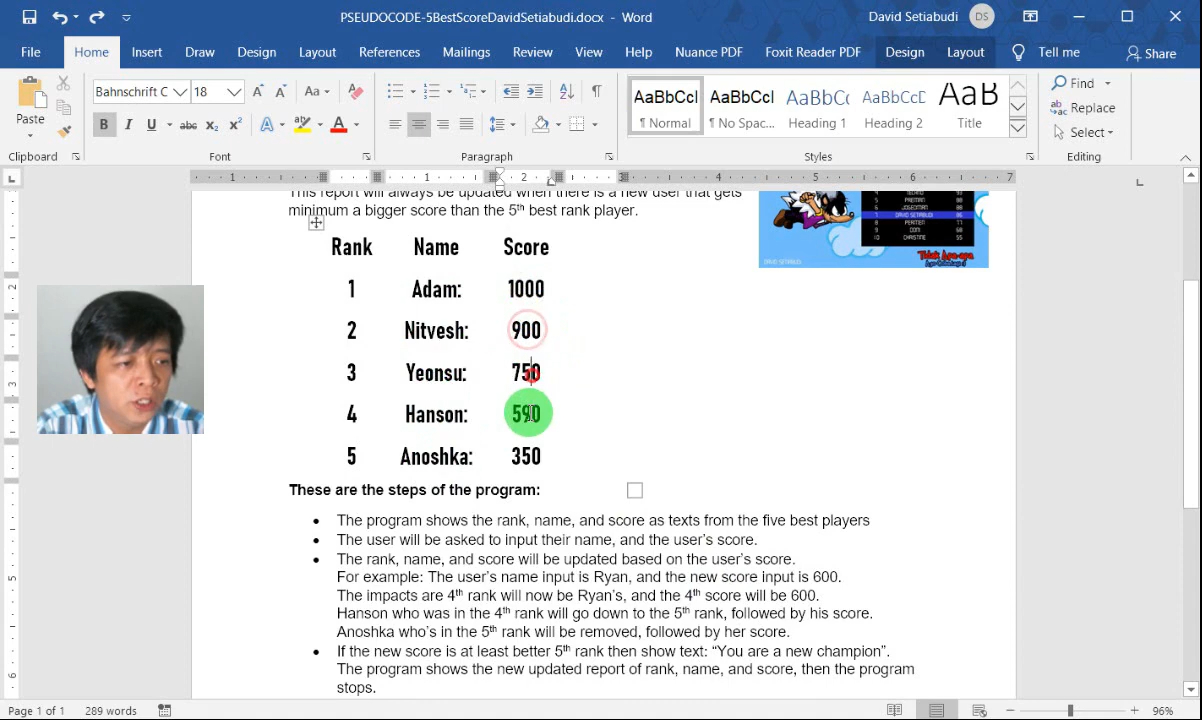 PSEUDOCODE-5BestScoreDavidSetiabudi.docx - Word
David Setiabudi DS
File Home Insert Draw Design Layout References Mailings Review View Help Nuance PDF Foxit Reader PDF Design Layout Tell me Share
Bahnschrift C 18
Paste
AaBbCcI AaBbCcI AaBbCc AaBbCcD AaB
¶ Normal ¶ No Spac... Heading 1 Heading 2 Title
Find
Replace
Select
Clipboard Font Paragraph Styles Editing
This report will always be updated when there is a new user that gets
minimum a bigger score than the 5th best rank player.
Rank Name Score
1 Adam: 1000
2 Nitvesh: 900
3 Yeonsu: 750
4 Hanson: 590
5 Anoshka: 350
DAVID SETIABUDI 86
CHRISTINE 55
DAVID SETIABUDI
These are the steps of the program:
• The program shows the rank, name, and score as texts from the five best players
• The user will be asked to input their name, and the user's score.
• The rank, name, and score will be updated based on the user's score.
For example: The user's name input is Ryan, and the new score input is 600.
The impacts are 4th rank will now be Ryan's, and the 4th score will be 600.
Hanson who was in the 4th rank will go down to the 5th rank, followed by his score.
Anoshka who's in the 5th rank will be removed, followed by her score.
• If the new score is at least better 5th rank then show text: “You are a new champion”.
The program shows the new updated report of rank, name, and score, then the program
stops.
Page 1 of 1 289 words 96%